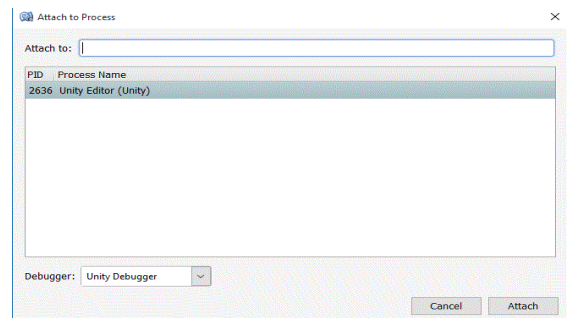 Attach to Process
Attach to:
PID Process Name
2636 Unity Editor (Unity)
Debugger: Unity Debugger
Cancel Attach